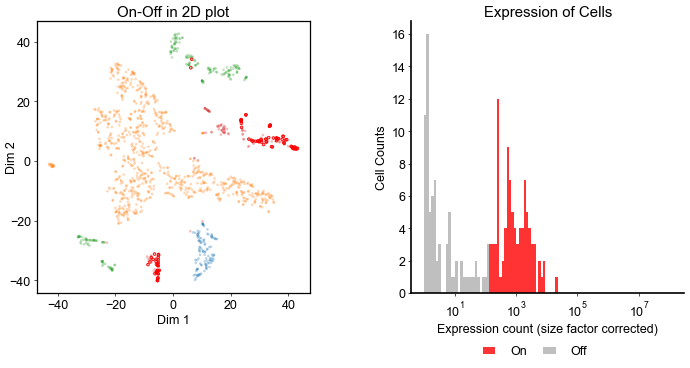 On-Off in 2D plot
40
20
0
−20
−40
Dim 2
−40 −20 0 20 40
Dim 1
Expression of Cells
16
14
12
10
8
6
4
2
0
Cell Counts
10^1 10^3 10^5 10^7
Expression count (size factor corrected)
On Off